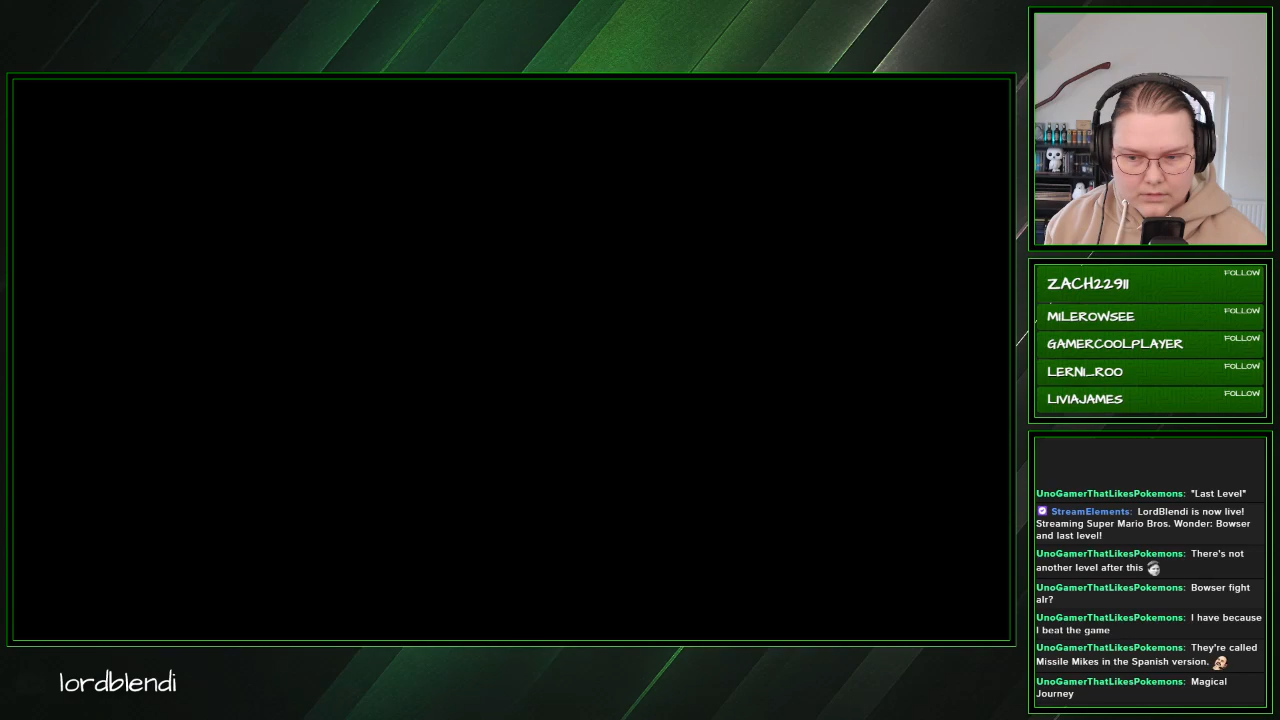 ZACH22911 FOLLOW
MILEROWSEE FOLLOW
GAMERCOOLPLAYER FOLLOW
LERNI_ROO FOLLOW
LIVIAJAMES FOLLOW
UnoGamerThatLikesPokemons: "Last Level"
StreamElements: LordBlendi is now live!
Streaming Super Mario Bros. Wonder: Bowser
and last level!
UnoGamerThatLikesPokemons: There's not
another level after this
UnoGamerThatLikesPokemons: Bowser fight
alr?
UnoGamerThatLikesPokemons: I have because
I beat the game
UnoGamerThatLikesPokemons: They're called
Missile Mikes in the Spanish version.
UnoGamerThatLikesPokemons: Magical
Journey
lordblendi